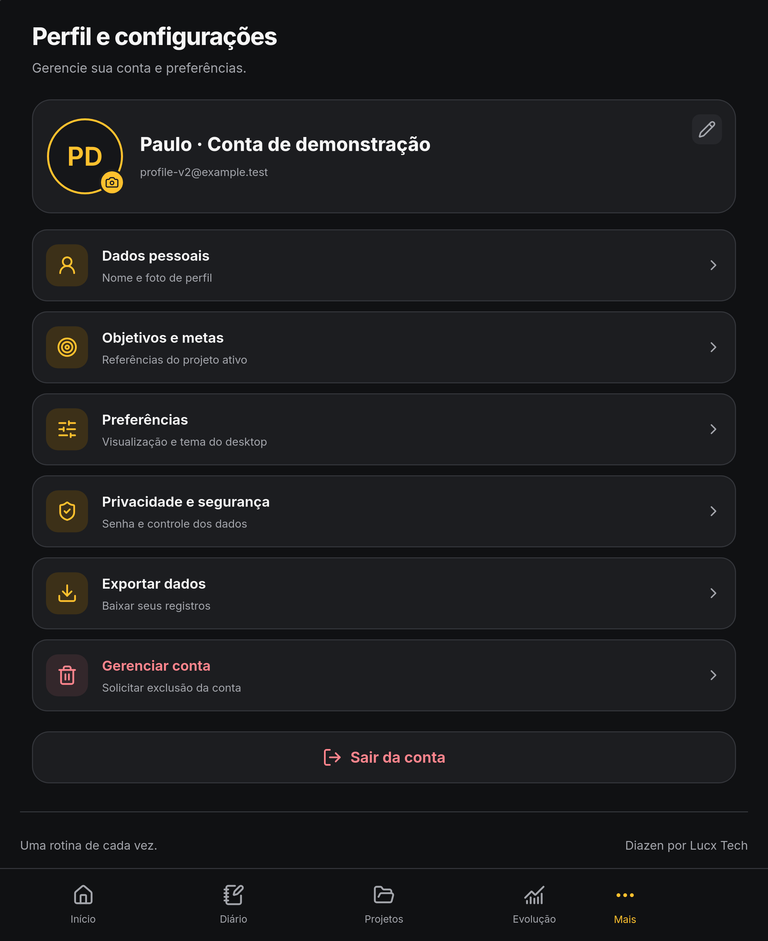 Perfil e configurações
Gerencie sua conta e preferências.
PD
Paulo · Conta de demonstração
profile-v2@example.test
Dados pessoais
Nome e foto de perfil
Objetivos e metas
Referências do projeto ativo
Preferências
Visualização e tema do desktop
Privacidade e segurança
Senha e controle dos dados
Exportar dados
Baixar seus registros
Gerenciar conta
Solicitar exclusão da conta
Sair da conta
Uma rotina de cada vez.
Diazen por Lucx Tech
Início
Diário
Projetos
Evolução
Mais